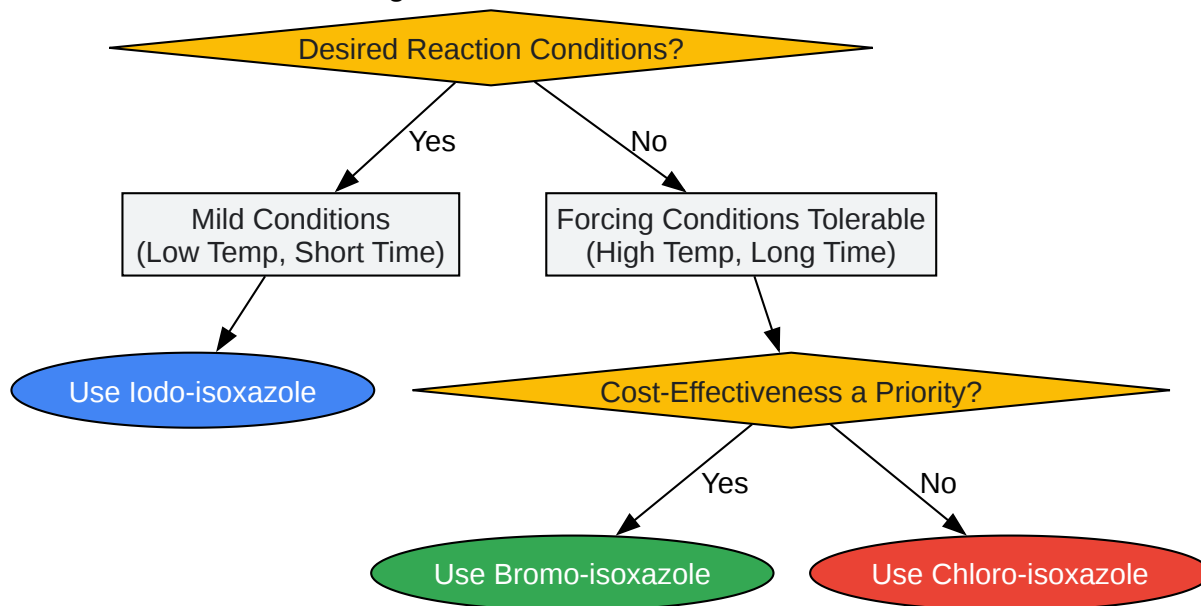 Desired Reaction Conditions?
Yes
No
Mild Conditions
(Low Temp, Short Time)
Forcing Conditions Tolerable
(High Temp, Long Time)
Use Iodo-isoxazole
Cost-Effectiveness a Priority?
Yes
No
Use Bromo-isoxazole
Use Chloro-isoxazole